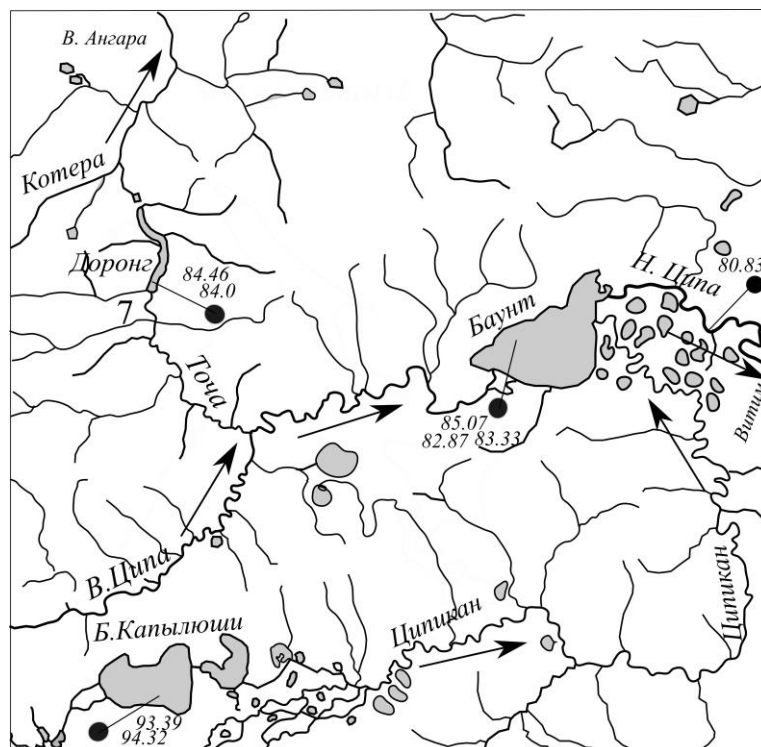 В. Ангара
Котера
Доронг
84.46
84.0
7
Точа
Баунт
Н. Ципа
80.83
Витим
85.07
82.87 83.33
В.Ципа
Б.Капылюши
Ципикан
Ципикан
93.39
94.32